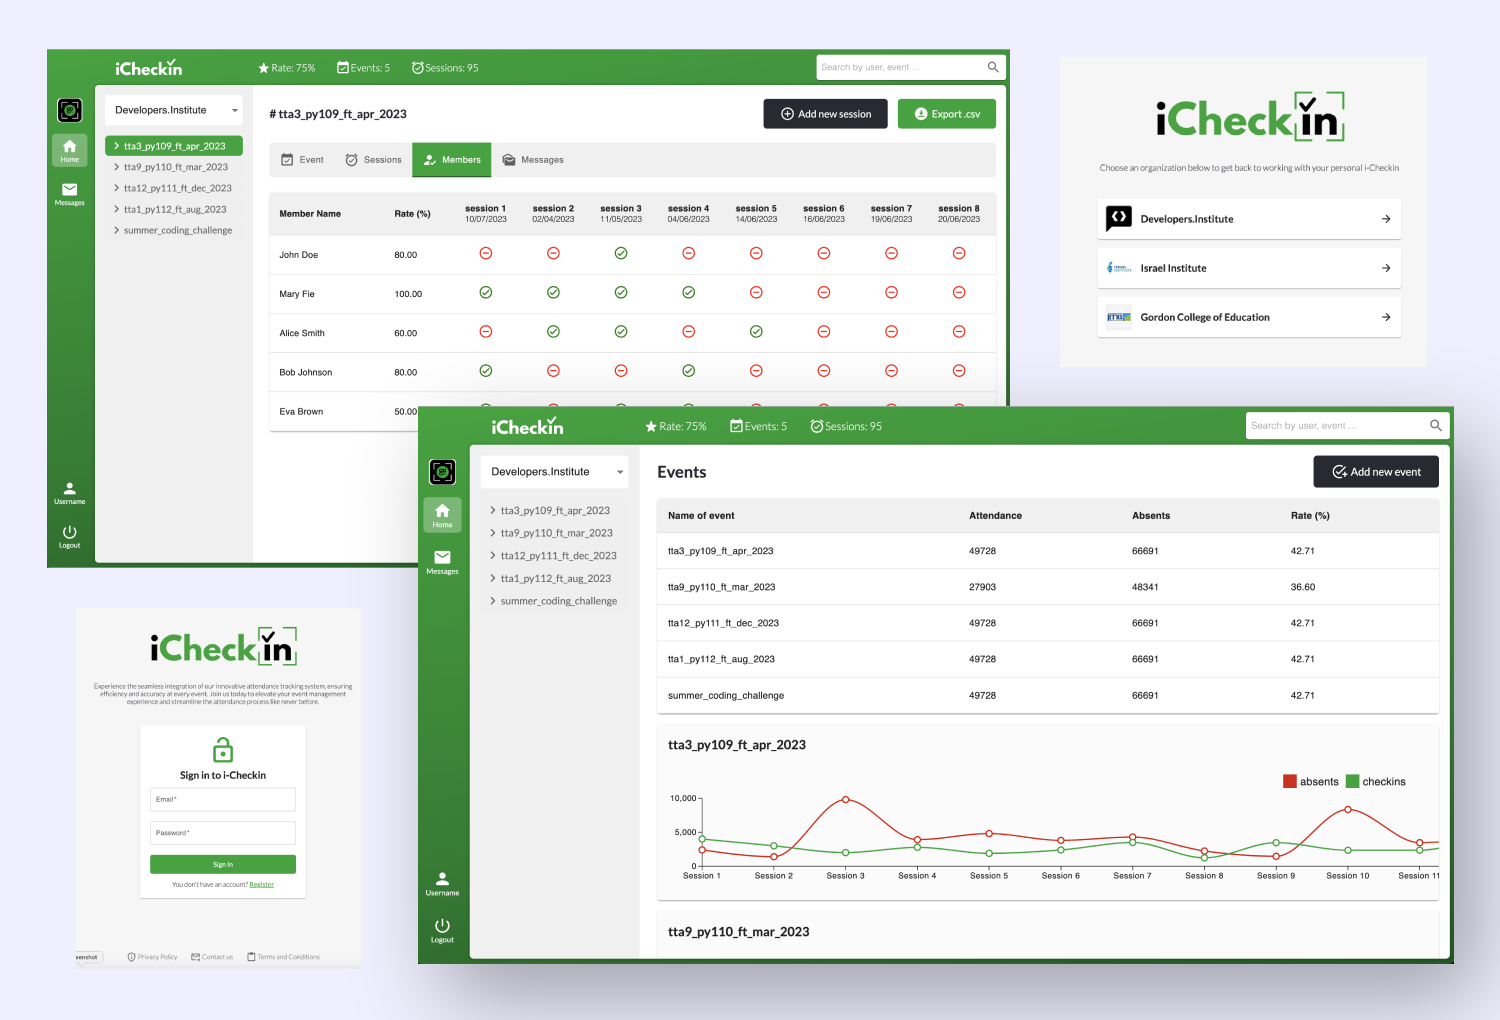 iCheckin
Rate: 75%
Events: 5
Sessions: 95
Search by user, event ...
Home
Messages
Username
Logout
Developers.Institute
tta3_py109_ft_apr_2023
tta9_py110_ft_mar_2023
tta12_py111_ft_dec_2023
tta1_py112_ft_aug_2023
summer_coding_challenge
# tta3_py109_ft_apr_2023
Add new session
Export .csv
Event
Sessions
Members
Messages
Member Name Rate (%) session 1 session 2 session 3 session 4 session 5 session 6 session 7 session 8
10/07/2023 02/04/2023 11/05/2023 04/06/2023 14/06/2023 16/06/2023 19/06/2023 20/06/2023
John Doe 80.00
Mary Fie 100.00
Alice Smith 60.00
Bob Johnson 80.00
Eva Brown 50.00
iCheckin
Choose an organization below to get back to working with your personal i-Checkin
Developers.Institute
Israel Institute
Gordon College of Education
iCheckin
Experience the seamless integration of our innovative attendance tracking system, ensuring
efficiency and accuracy at every event. Join us today to elevate your event management
experience and streamline the attendance process like never before.
Sign in to i-Checkin
Email *
Password *
Sign In
You don't have an account? Register
enshot
Privacy Policy
Contact us
Terms and Conditions
iCheckin
Rate: 75%
Events: 5
Sessions: 95
Search by user, event ...
Home
Messages
Username
Logout
Developers.Institute
tta3_py109_ft_apr_2023
tta9_py110_ft_mar_2023
tta12_py111_ft_dec_2023
tta1_py112_ft_aug_2023
summer_coding_challenge
Events
Add new event
Name of event Attendance Absents Rate (%)
tta3_py109_ft_apr_2023 49728 66691 42.71
tta9_py110_ft_mar_2023 27903 48341 36.60
tta12_py111_ft_dec_2023 49728 66691 42.71
tta1_py112_ft_aug_2023 49728 66691 42.71
summer_coding_challenge 49728 66691 42.71
tta3_py109_ft_apr_2023
absents
checkins
10,000
5,000
0
Session 1 Session 2 Session 3 Session 4 Session 5 Session 6 Session 7 Session 8 Session 9 Session 10 Session 11
tta9_py110_ft_mar_2023